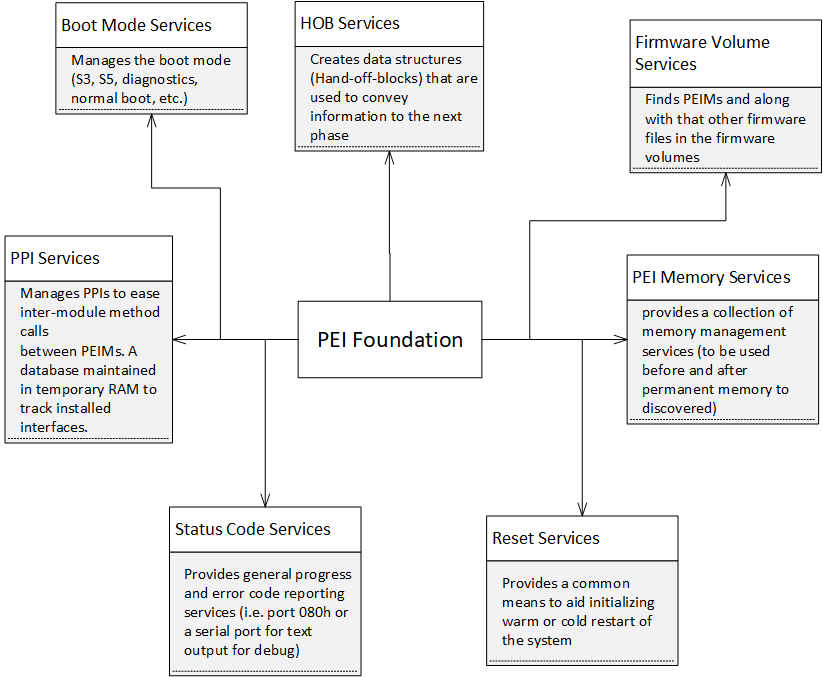 Boot Mode Services
Manages the boot mode
(S3, S5, diagnostics,
normal boot, etc.)
HOB Services
Creates data structures
(Hand-off-blocks) that are
used to convey
information to the next
phase
Firmware Volume
Services
Finds PEIMs and along
with that other firmware
files in the firmware
volumes
PPI Services
Manages PPIs to ease
inter-module method
calls
between PEIMs. A
database maintained
in temporary RAM to
track installed
interfaces.
PEI Foundation
PEI Memory Services
provides a collection of
memory management
services (to be used
before and after
permanent memory to
discovered)
Status Code Services
Provides general progress
and error code reporting
services (i.e. port 080h or
a serial port for text
output for debug)
Reset Services
Provides a common
means to aid initializing
warm or cold restart of
the system